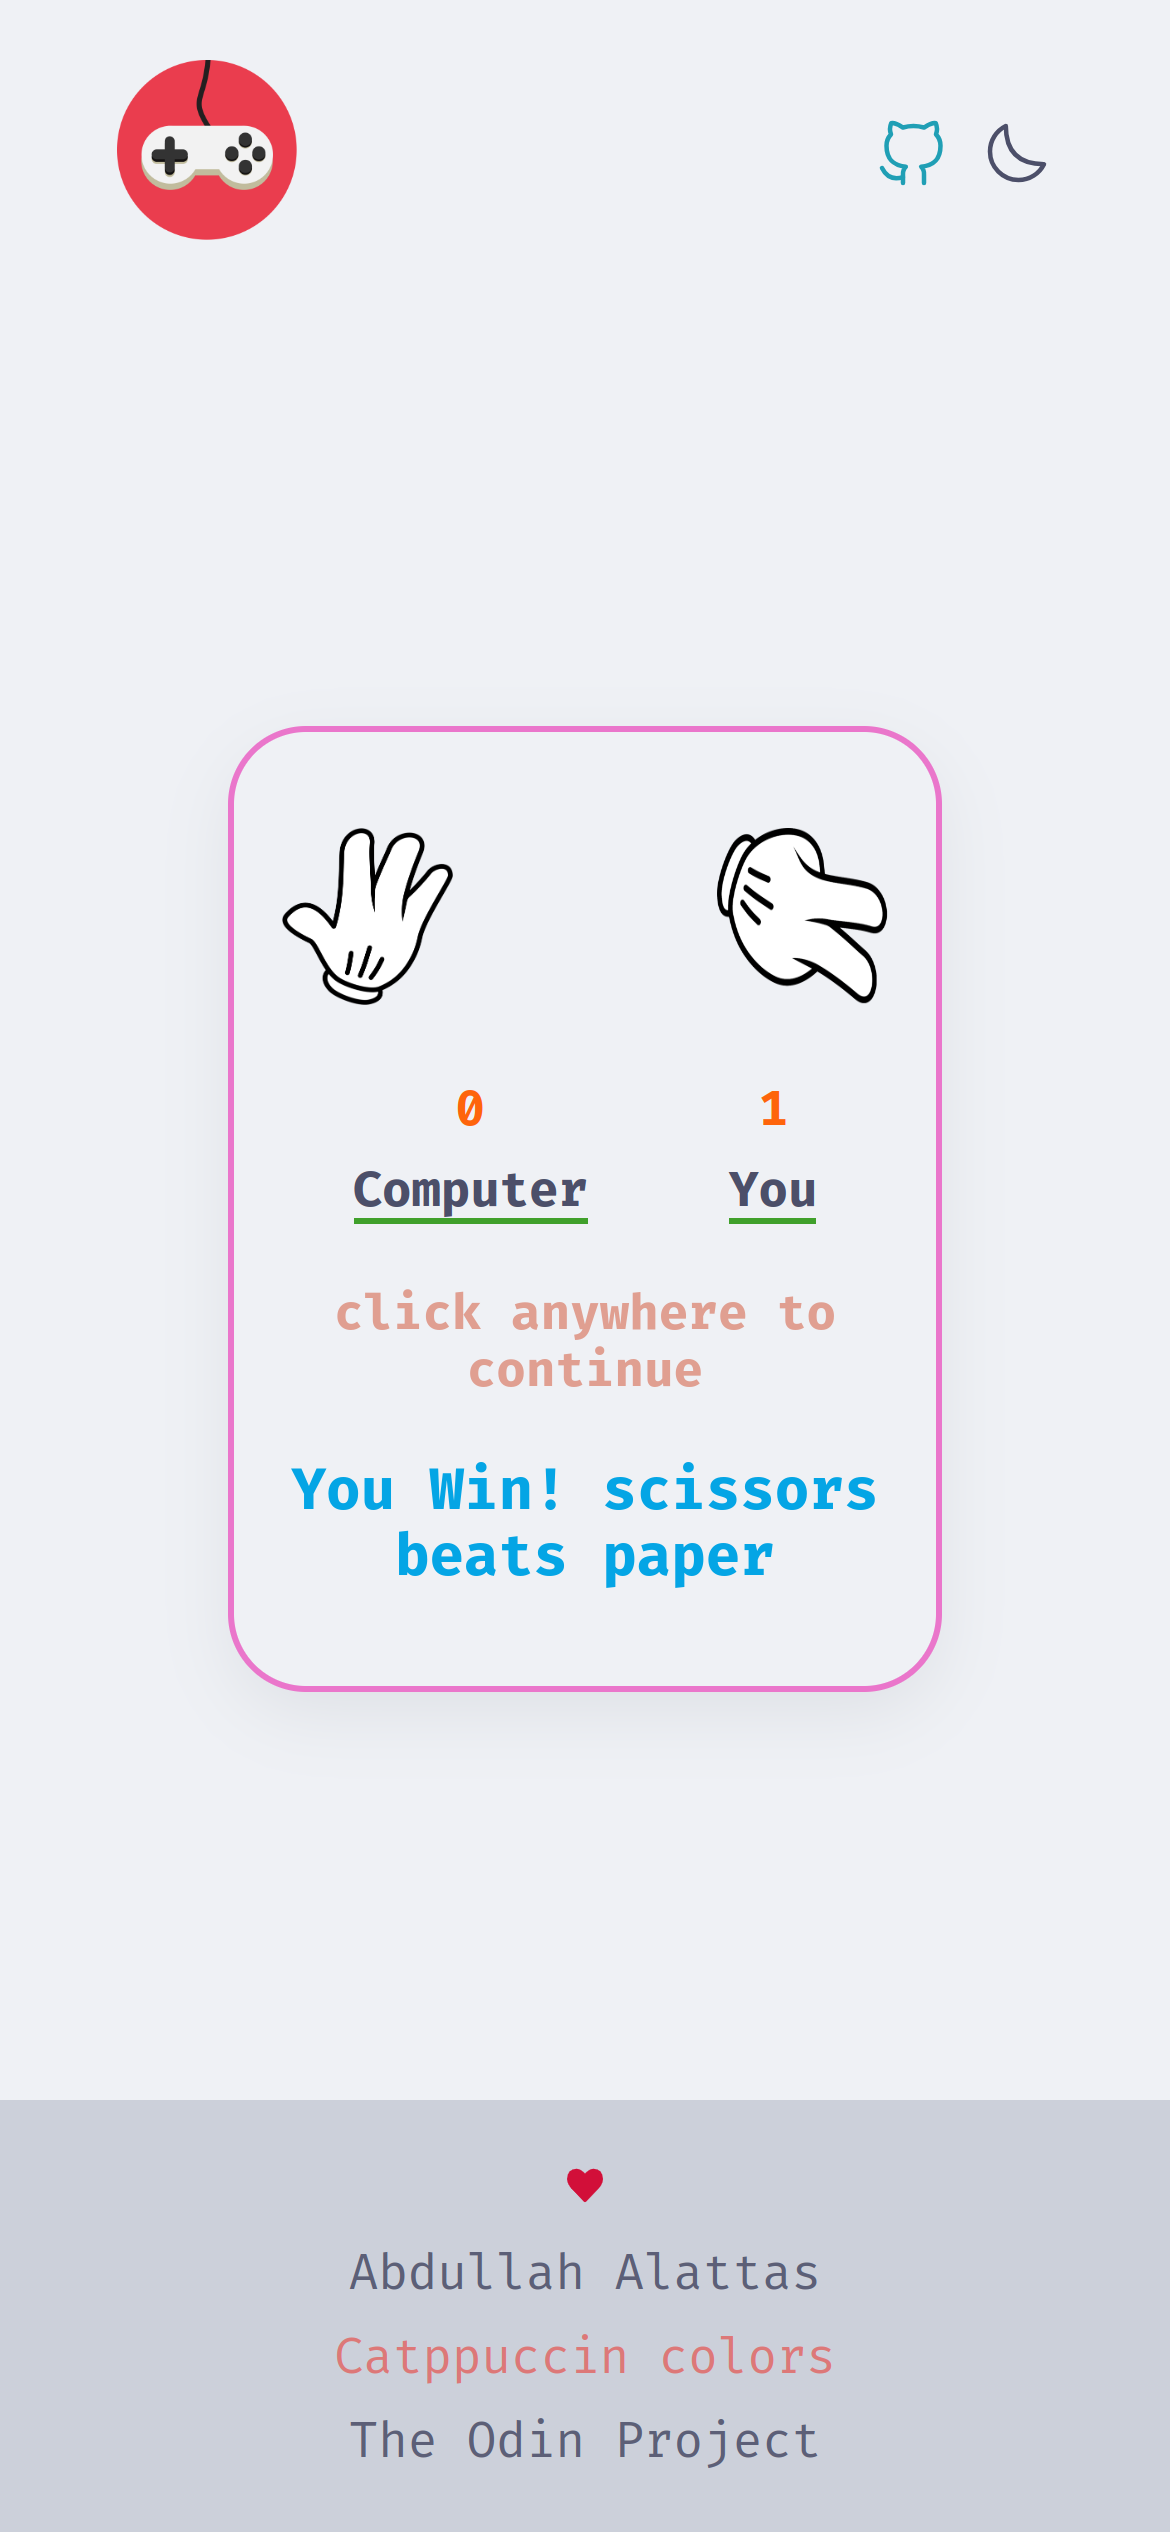 0 1
Computer You
click anywhere to
continue
You Win! scissors
beats paper
Abdullah Alattas
Catppuccin colors
The Odin Project